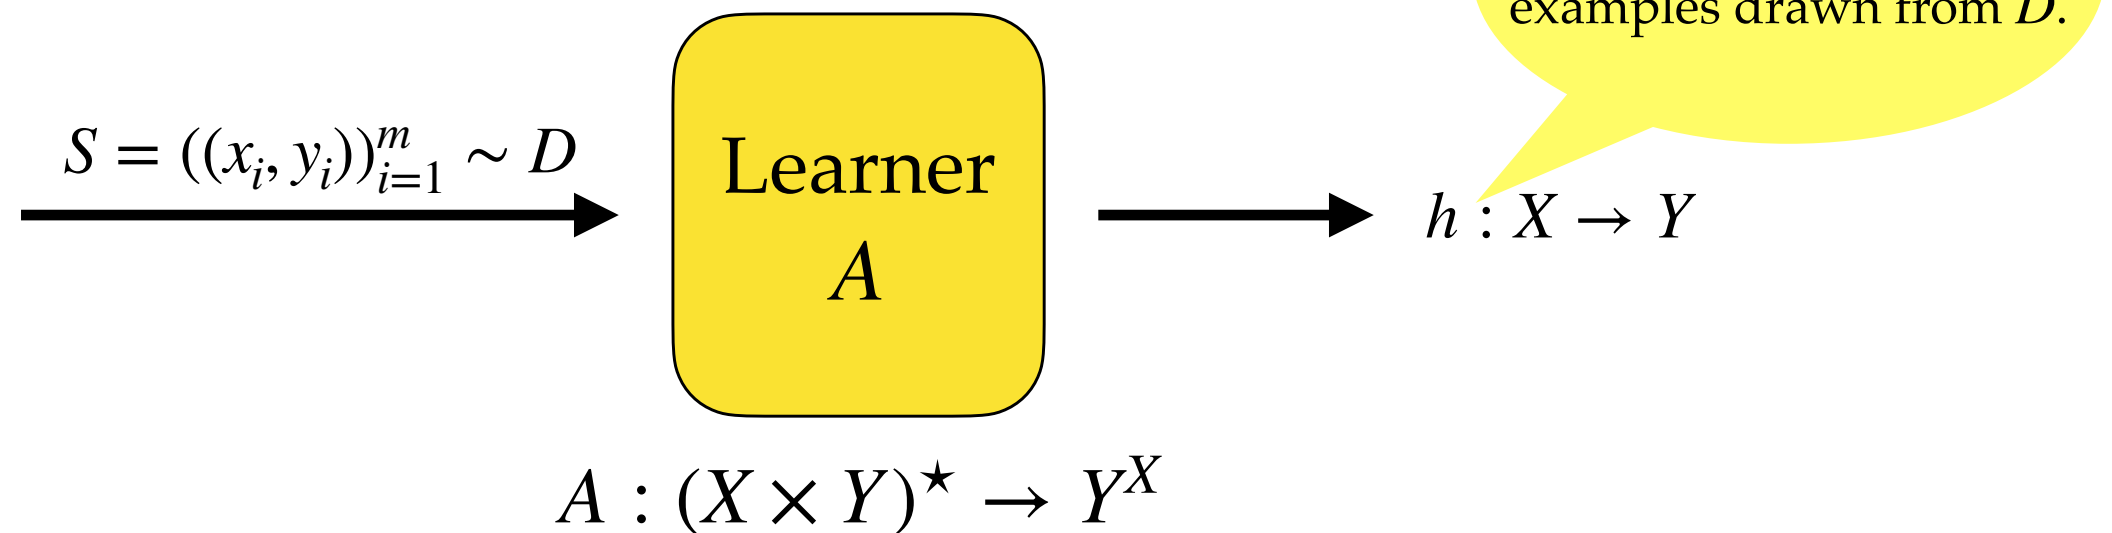 examples drawn from D.
S = ((x_i, y_i))_{i=1}^m ∼ D
Learner
A
h : X → Y
A : (X × Y)^⋆ → Y^X